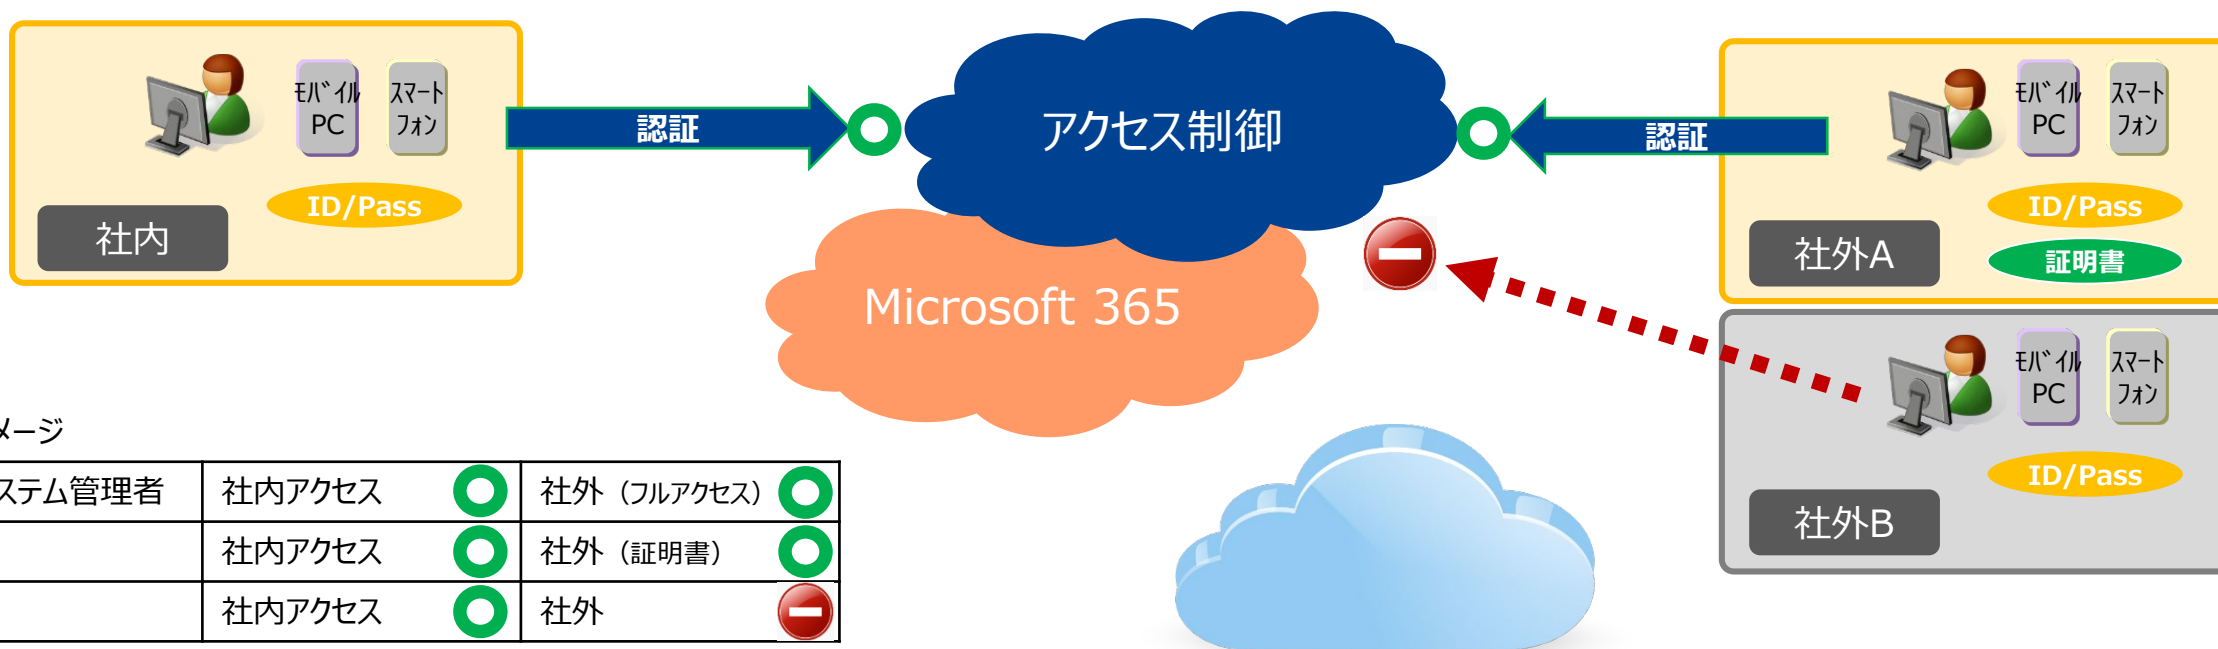 モバイル
PC
スマート
フォン
ID/Pass
社内
認証
アクセス制御
Microsoft 365
認証
モバイル
PC
スマート
フォン
ID/Pass
証明書
社外A
モバイル
PC
スマート
フォン
ID/Pass
社外B
メージ
ステム管理者 社内アクセス 社外（フルアクセス）
社内アクセス 社外（証明書）
社内アクセス 社外